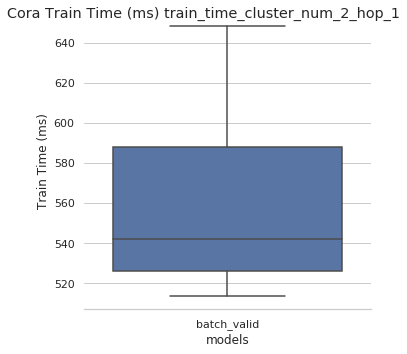 Cora Train Time (ms) train_time_cluster_num_2_hop_1
640
620
600
580
560
540
520
Train Time (ms)
batch_valid
models